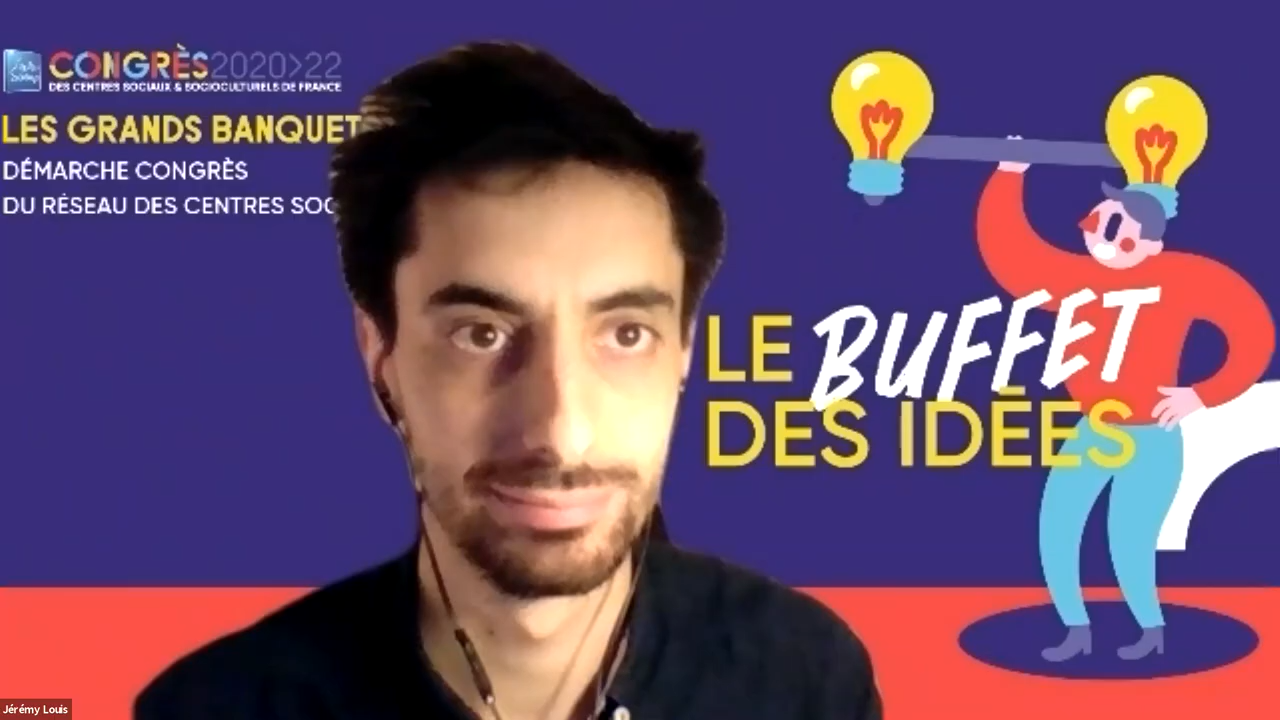 CONGRÈS2020>22
DES CENTRES SOCIAUX & SOCIOCULTURELS DE FRANCE
LES GRANDS BANQUET
DÉMARCHE CONGRÈS
DU RÉSEAU DES CENTRES SOC
LE BUFFET
DES IDÉES
Jérémy Louis